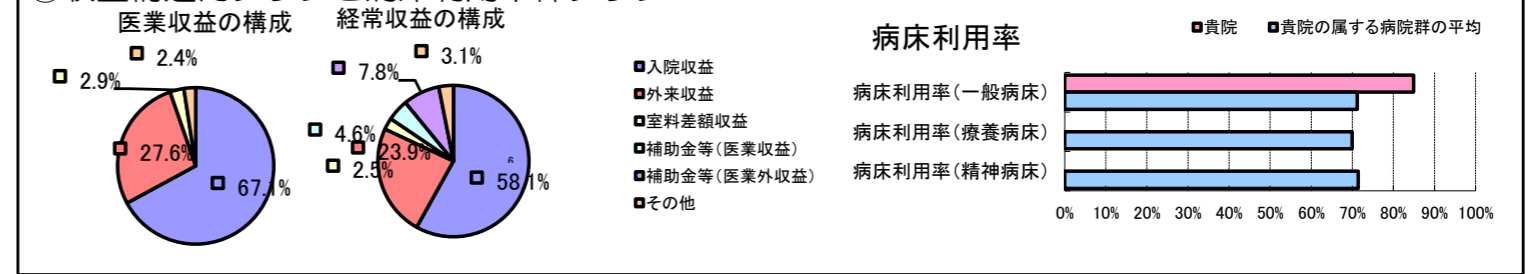 医業収益の構成
2.4%
2.9%
27.6%
67.1%
経常収益の構成
3.1%
7.8%
4.6%
23.9%
2.5%
58.1%
入院収益
外来収益
室料差額収益
補助金等(医業収益)
補助金等(医業外収益)
その他
病床利用率
貴院 貴院の属する病院群の平均
病床利用率(一般病床)
病床利用率(療養病床)
病床利用率(精神病床)
0% 10% 20% 30% 40% 50% 60% 70% 80% 90% 100%